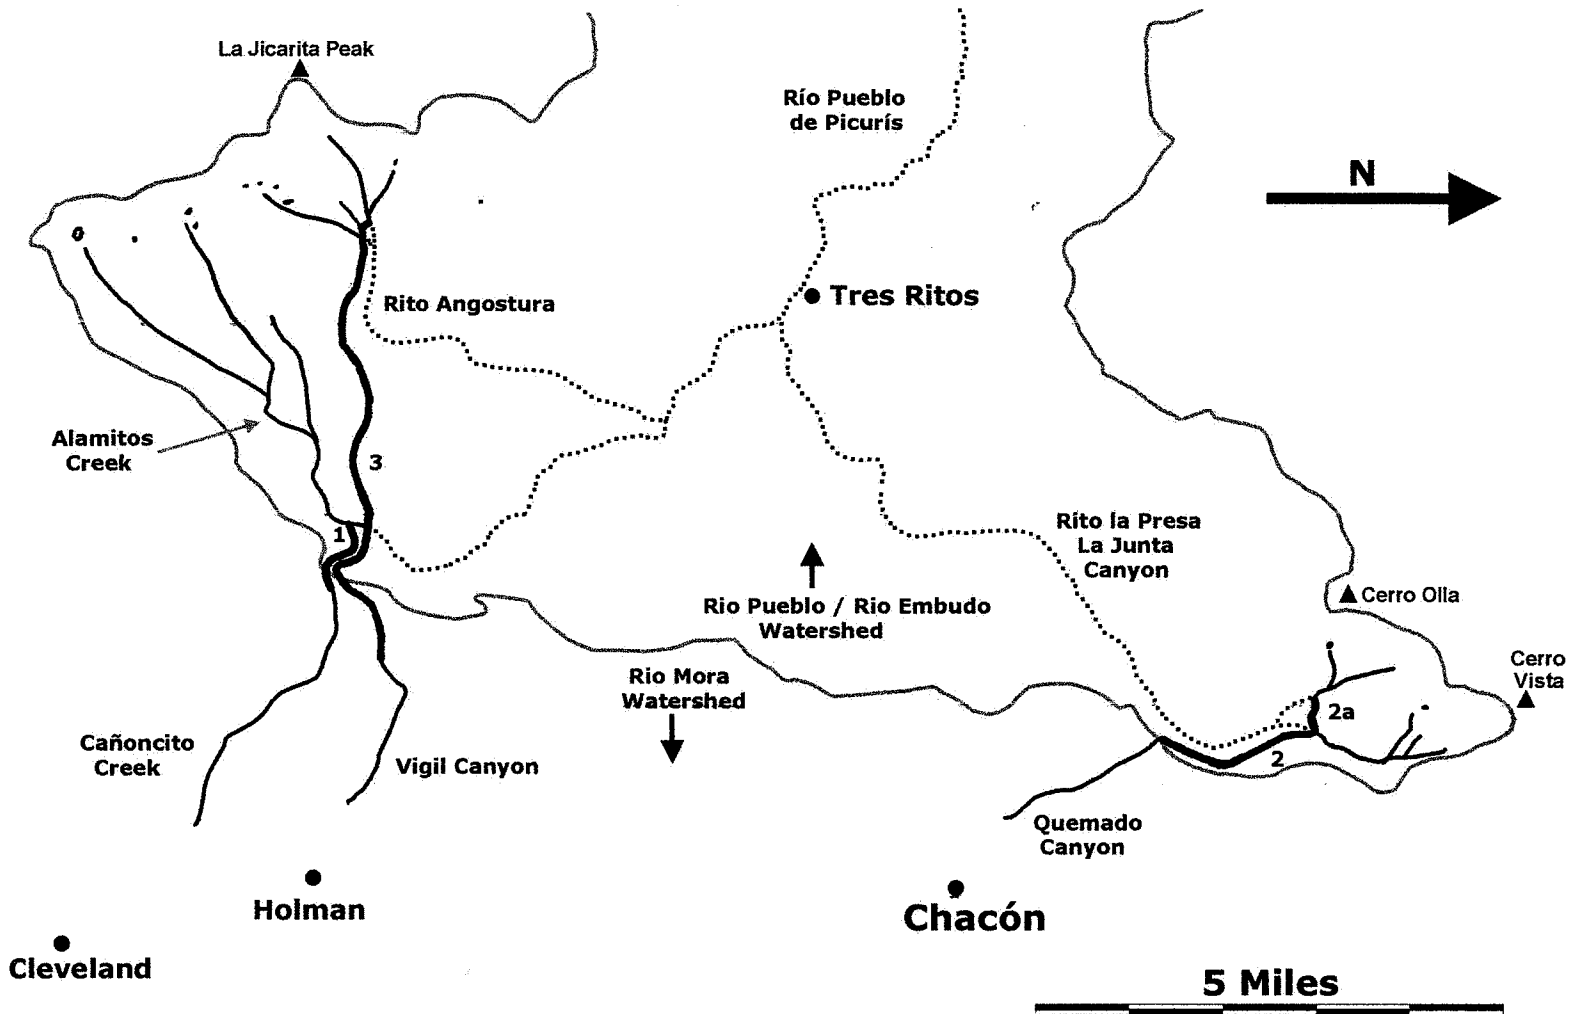 La Jicarita Peak
Río Pueblo
de Picurís
N
Rito Angostura
Tres Ritos
Alamitos
Creek
3
1
Ríto la Presa
La Junta
Canyon
Rio Pueblo / Rio Embudo
Watershed
Cerro Olla
Rio Mora
Watershed
Cerro
Vista
2a
Cañoncito
Creek
Vigil Canyon
2
Quemado
Canyon
Holman
Chacón
Cleveland
5 Miles